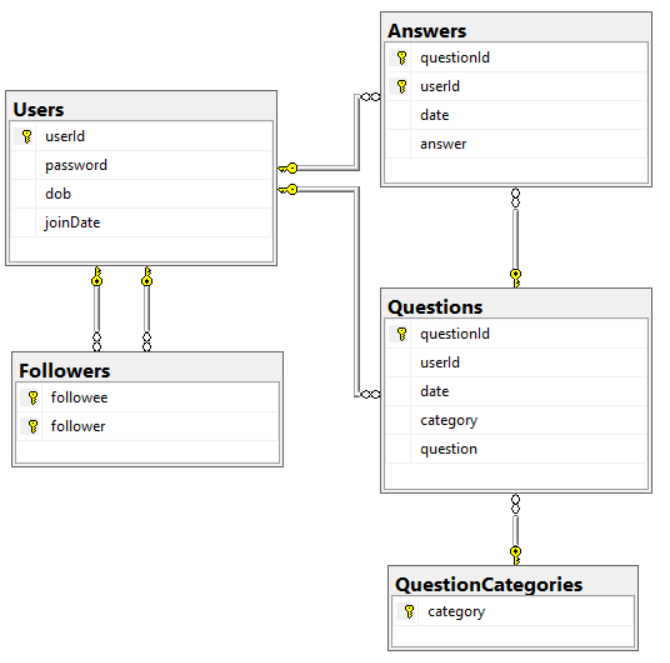 Users
userId
password
dob
joinDate
Followers
followee
follower
Answers
questionId
userId
date
answer
Questions
questionId
userId
date
category
question
QuestionCategories
category